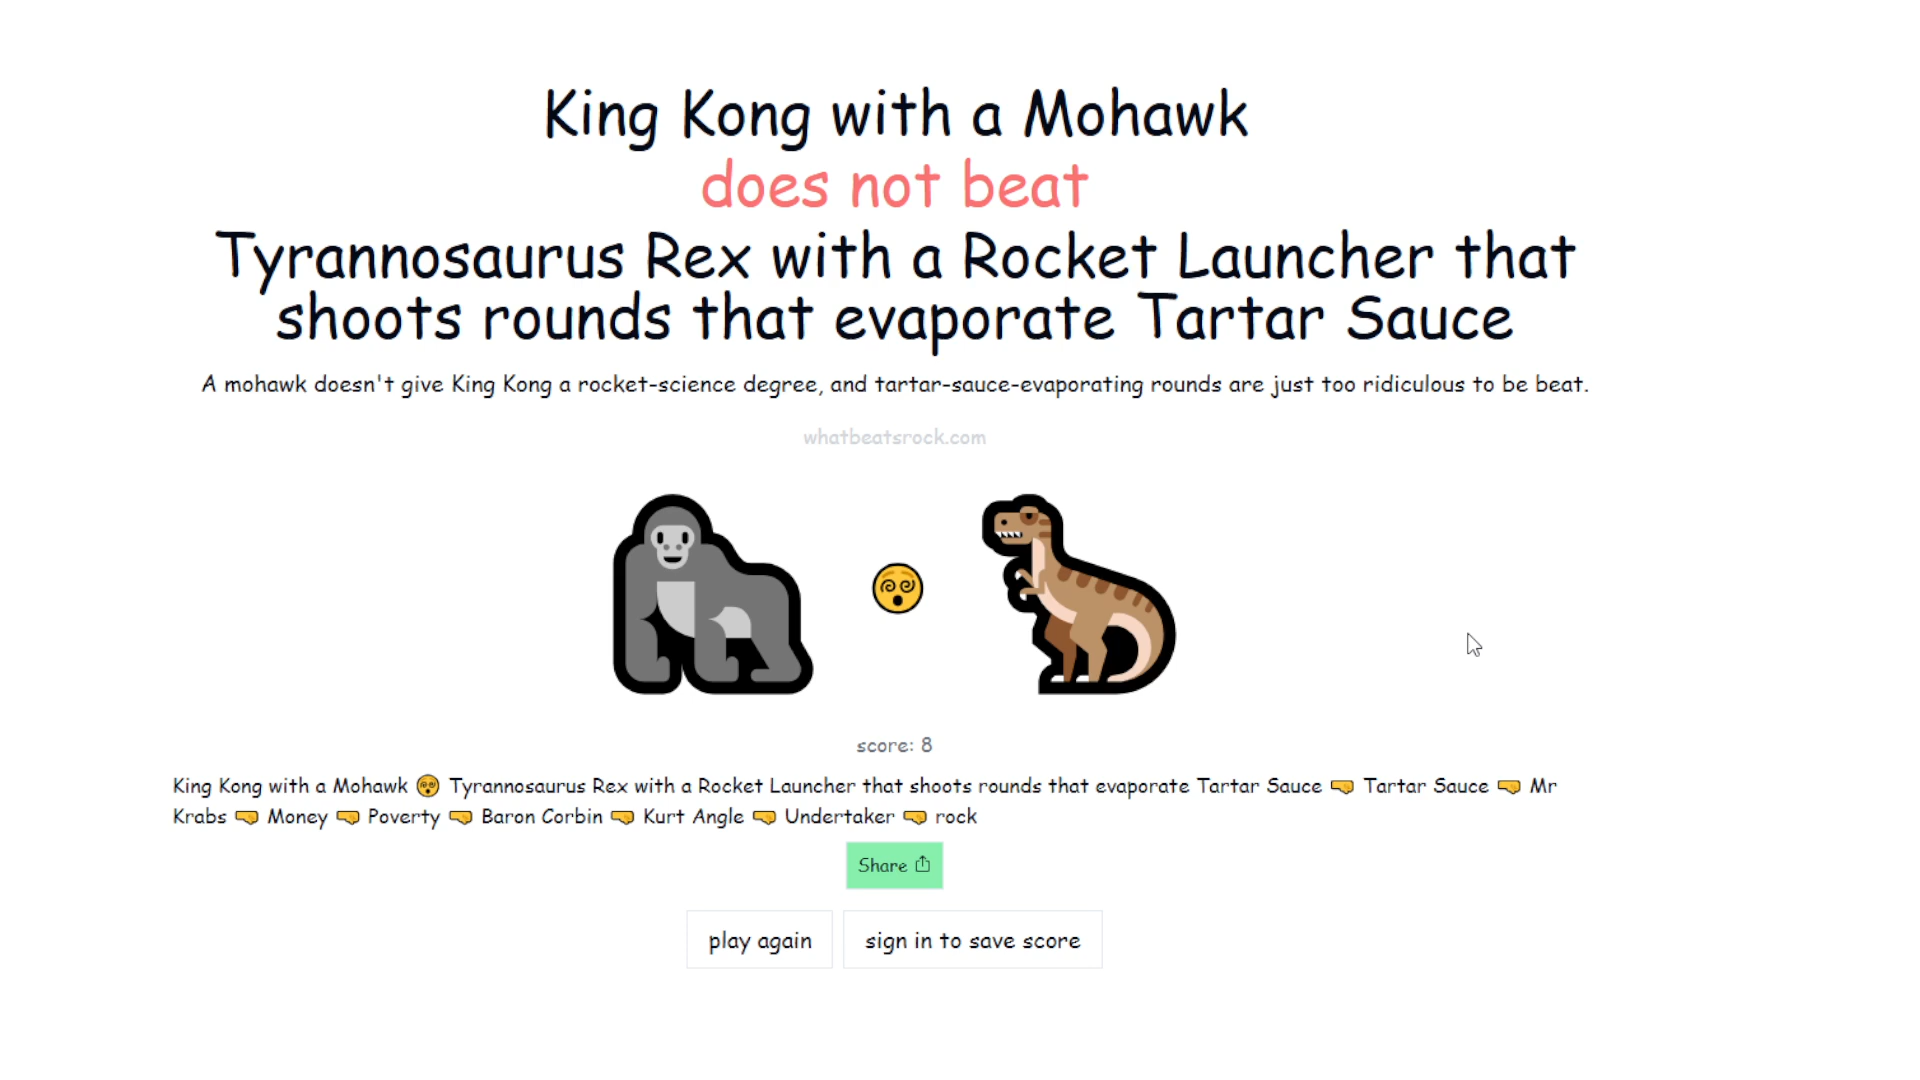 King Kong with a Mohawk
does not beat
Tyrannosaurus Rex with a Rocket Launcher that
shoots rounds that evaporate Tartar Sauce
A mohawk doesn't give King Kong a rocket-science degree, and tartar-sauce-evaporating rounds are just too ridiculous to be beat.
whatbeatsrock.com
score: 8
King Kong with a Mohawk 😵‍💫 Tyrannosaurus Rex with a Rocket Launcher that shoots rounds that evaporate Tartar Sauce 🤜 Tartar Sauce 🤜 Mr
Krabs 🤜 Money 🤜 Poverty 🤜 Baron Corbin 🤜 Kurt Angle 🤜 Undertaker 🤜 rock
Share
play again
sign in to save score